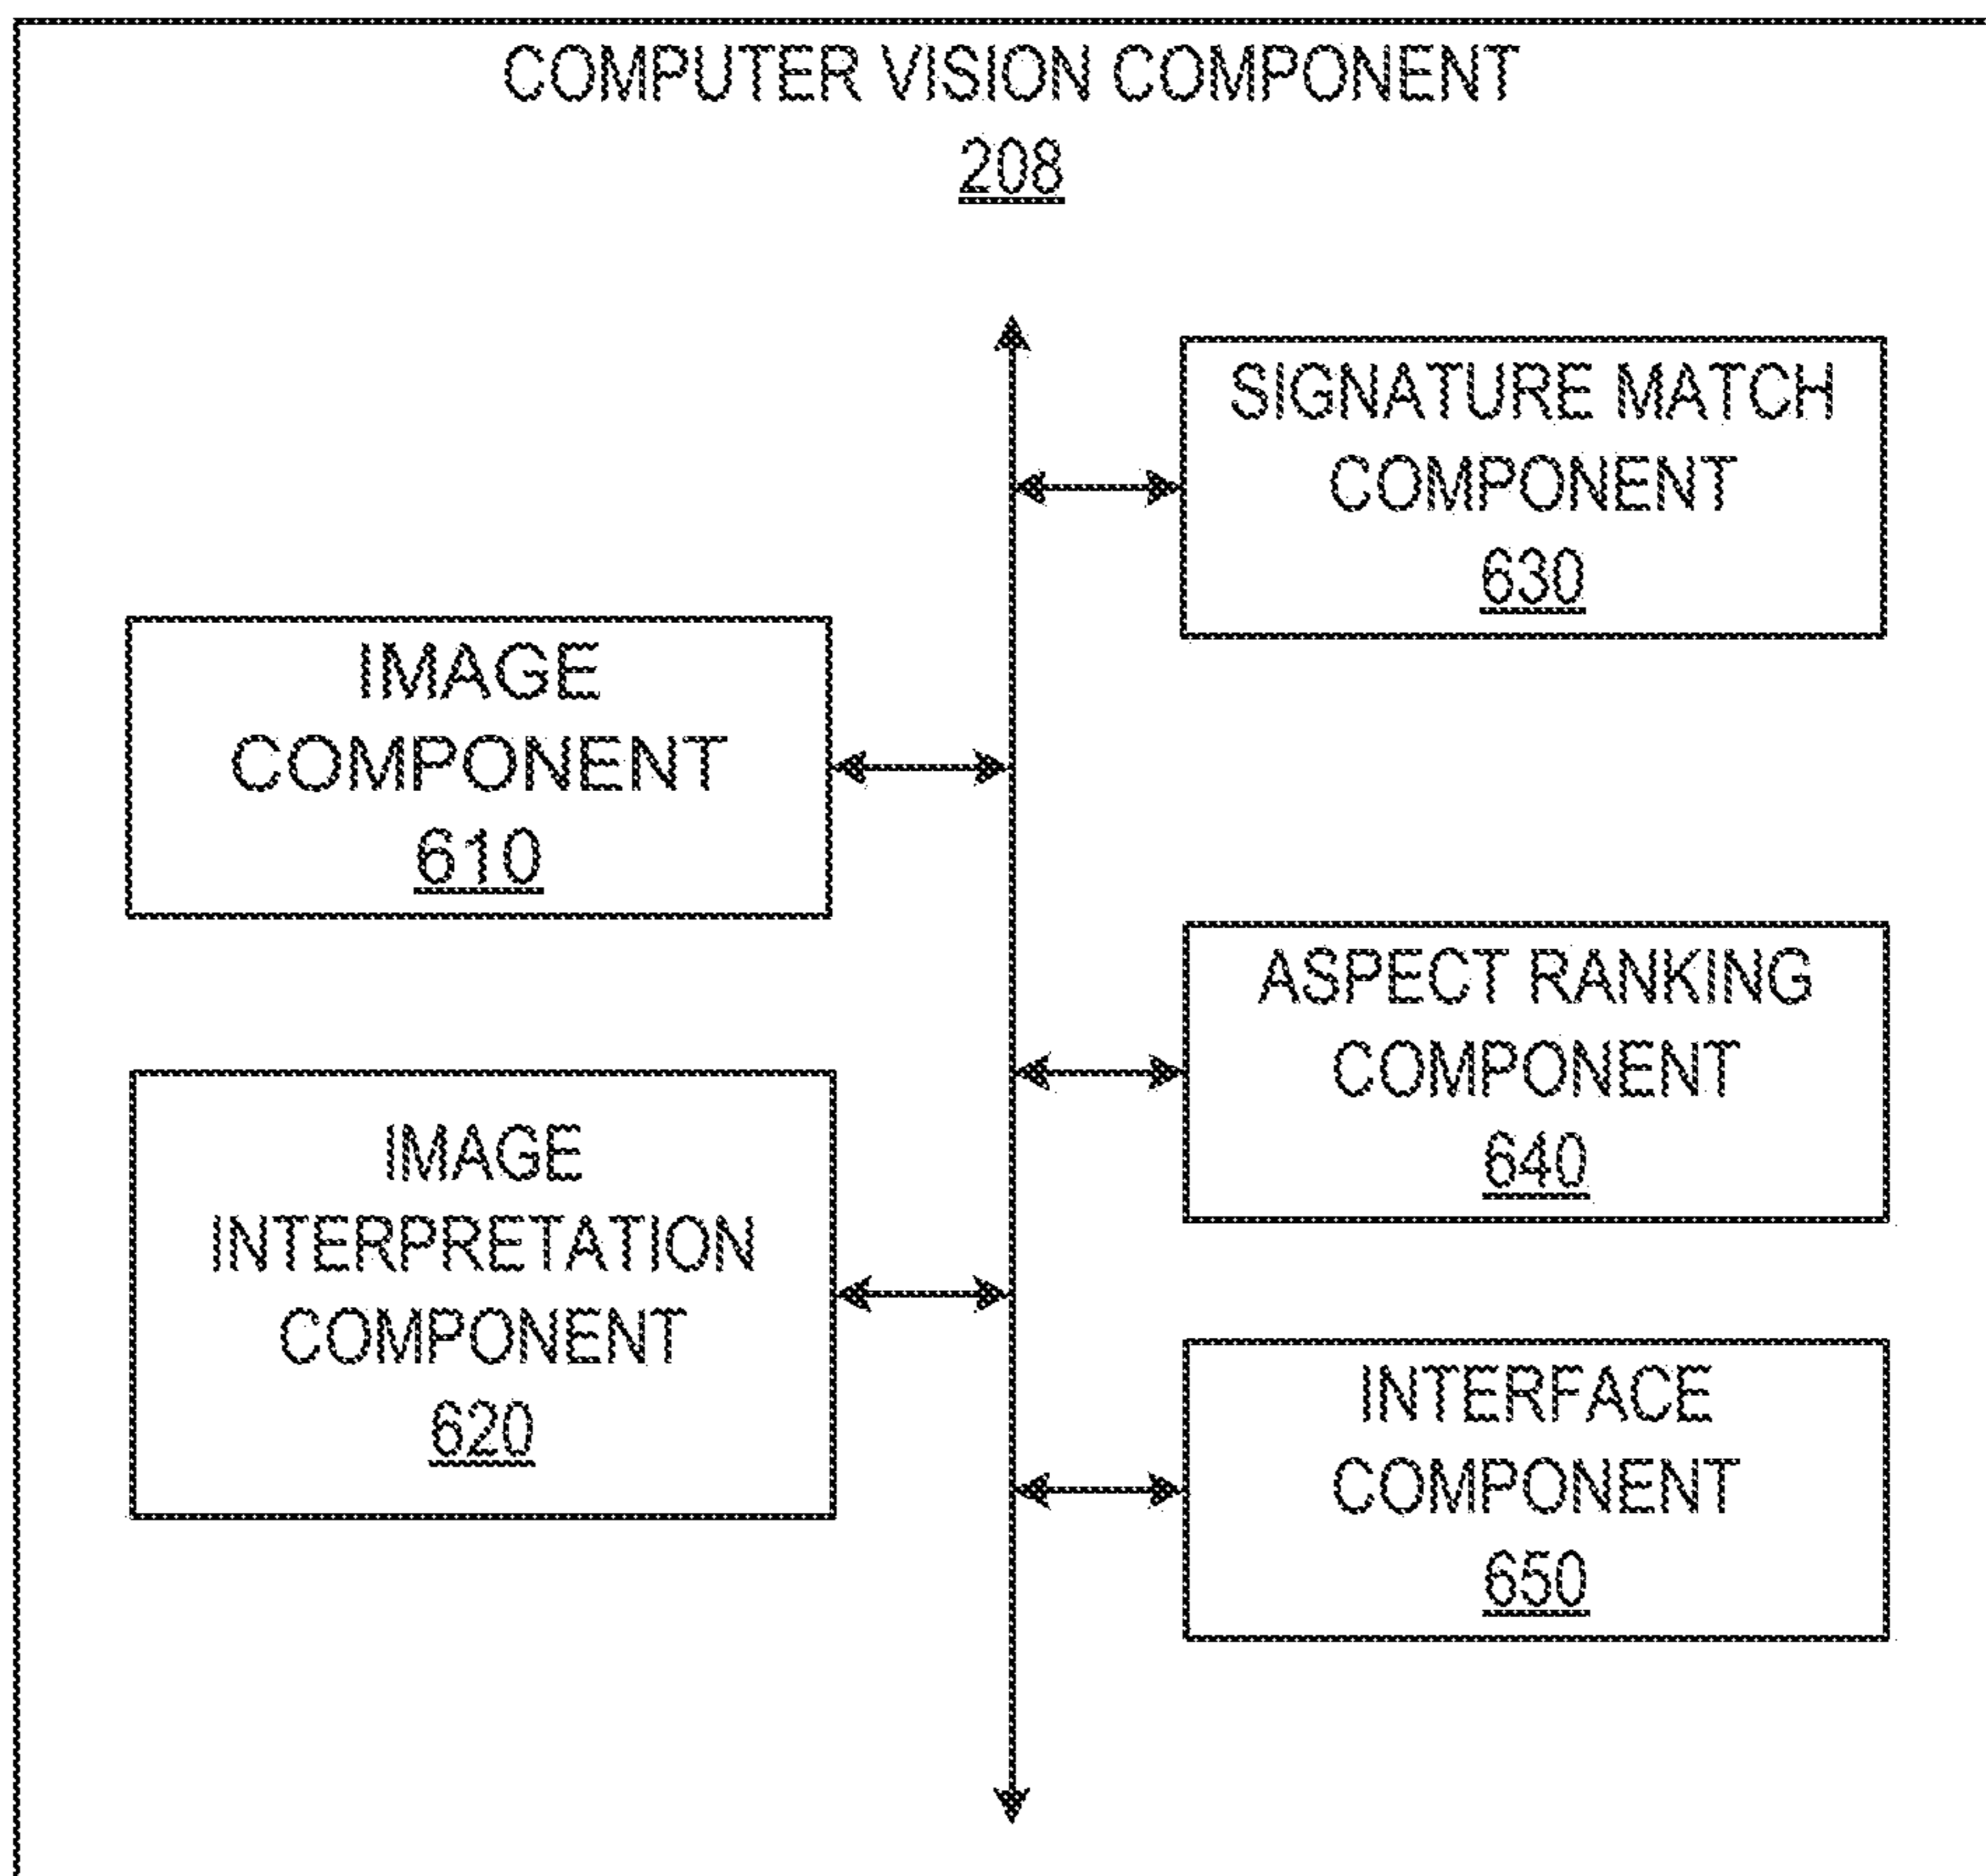 COMPUTER VISION COMPONENT
208
SIGNATURE MATCH
COMPONENT
630
IMAGE
COMPONENT
610
ASPECT RANKING
COMPONENT
640
IMAGE
INTERPRETATION
COMPONENT
620
INTERFACE
COMPONENT
650